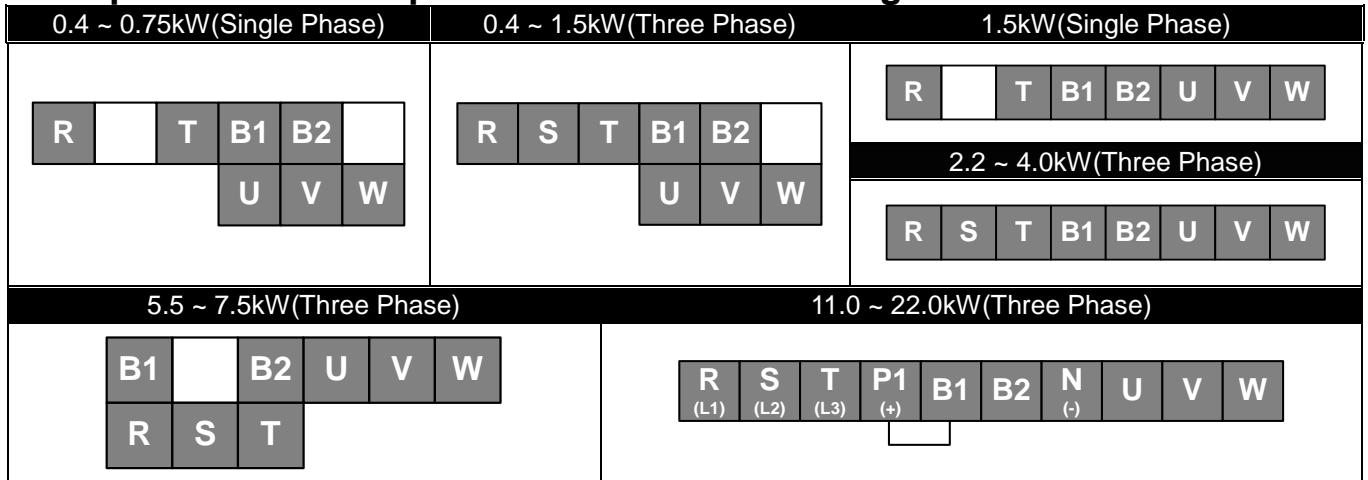 0.4 ~ 0.75kW(Single Phase)
R T B1 B2
U V W
0.4 ~ 1.5kW(Three Phase)
R S T B1 B2
U V W
1.5kW(Single Phase)
R T B1 B2 U V W
2.2 ~ 4.0kW(Three Phase)
R S T B1 B2 U V W
5.5 ~ 7.5kW(Three Phase)
B1 B2 U V W
R S T
11.0 ~ 22.0kW(Three Phase)
R S T P1 B1 B2 N U V W
(L1) (L2) (L3) (+) (-)